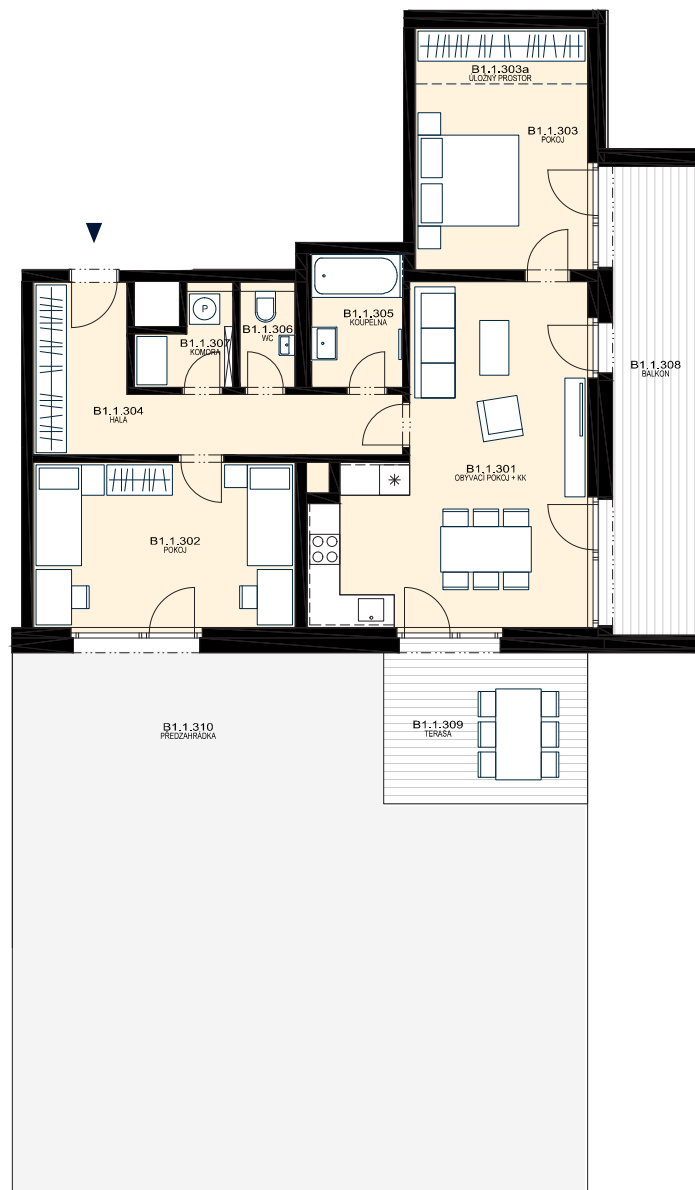 B1.1.303a
ÚLOŽNÝ PROSTOR
B1.1.303
POKOJ
B1.1.305
KOUPELNA
B1.1.306
WC
P
B1.1.307
KOMORA
B1.1.308
BALKON
B1.1.304
HALA
B1.1.301
OBÝVACÍ POKOJ + KK
B1.1.302
POKOJ
B1.1.310
PŘEDZAHRÁDKA
B1.1.309
TERASA